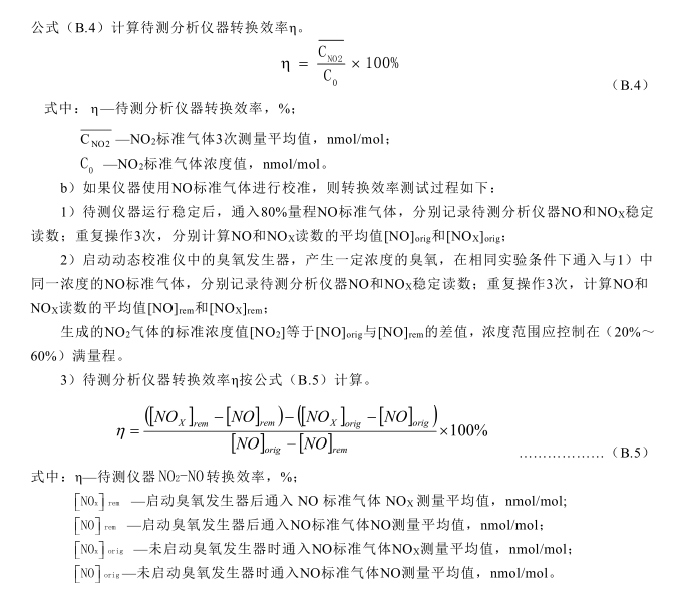 公式（B.4）计算待测分析仪器转换效率η。
η = C̅NO2 / C0 × 100%
（B.4）
式中： η—待测分析仪器转换效率，%；
C̅NO2 —NO2标准气体3次测量平均值，nmol/mol；
C0 —NO2标准气体浓度值，nmol/mol。
b）如果仪器使用NO标准气体进行校准，则转换效率测试过程如下：
1）待测仪器运行稳定后，通入80%量程NO标准气体，分别记录待测分析仪器NO和NOX稳定
读数；重复操作3次，分别计算NO和NOX读数的平均值[NO]orig和[NOX]orig；
2）启动动态校准仪中的臭氧发生器，产生一定浓度的臭氧，在相同实验条件下通入与1）中
同一浓度的NO标准气体，分别记录待测分析仪器NO和NOX稳定读数；重复操作3次，计算NO和
NOX读数的平均值[NO]rem和[NOX]rem；
生成的NO2气体的标准浓度值[NO2]等于[NO]orig与[NO]rem的差值，浓度范围应控制在（20%～
60%）满量程。
3）待测分析仪器转换效率η按公式（B.5）计算。
η = (([NOX]rem − [NO]rem) − ([NOX]orig − [NO]orig)) / ([NO]orig − [NO]rem) ×100%
………………（B.5）
式中：η—待测仪器NO2-NO转换效率，%；
[NOx]rem —启动臭氧发生器后通入 NO 标准气体 NOX 测量平均值，nmol/mol;
[NO]rem —启动臭氧发生器后通入NO标准气体NO测量平均值，nmol/mol；
[NOx]orig —未启动臭氧发生器时通入NO标准气体NOX测量平均值，nmol/mol；
[NO]orig —未启动臭氧发生器时通入NO标准气体NO测量平均值，nmol/mol。